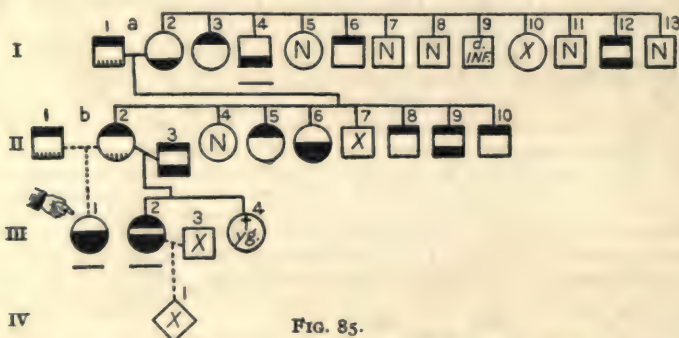 1 a 2 3 4 5 6 7 8 9 10 11 12 13
I N N N d. INF. X N N
1 b 2 3 4 5 6 7 8 9 10
II N X
1 2 3 4
III X yg.
1
IV X
FIG. 85.